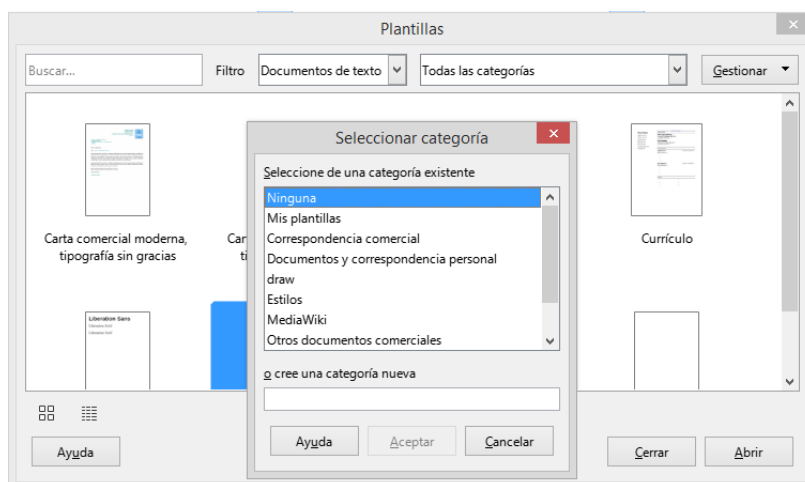 Plantillas
Buscar...
Filtro
Documentos de texto
Todas las categorías
Gestionar
Seleccionar categoría
Seleccione de una categoría existente
Ninguna
Mis plantillas
Correspondencia comercial
Documentos y correspondencia personal
draw
Estilos
MediaWiki
Otros documentos comerciales
o cree una categoría nueva
Ayuda
Aceptar
Cancelar
Carta comercial moderna,
tipografía sin gracias
Car
ti
Currículo
Liberation Sans
Ayuda
Cerrar
Abrir